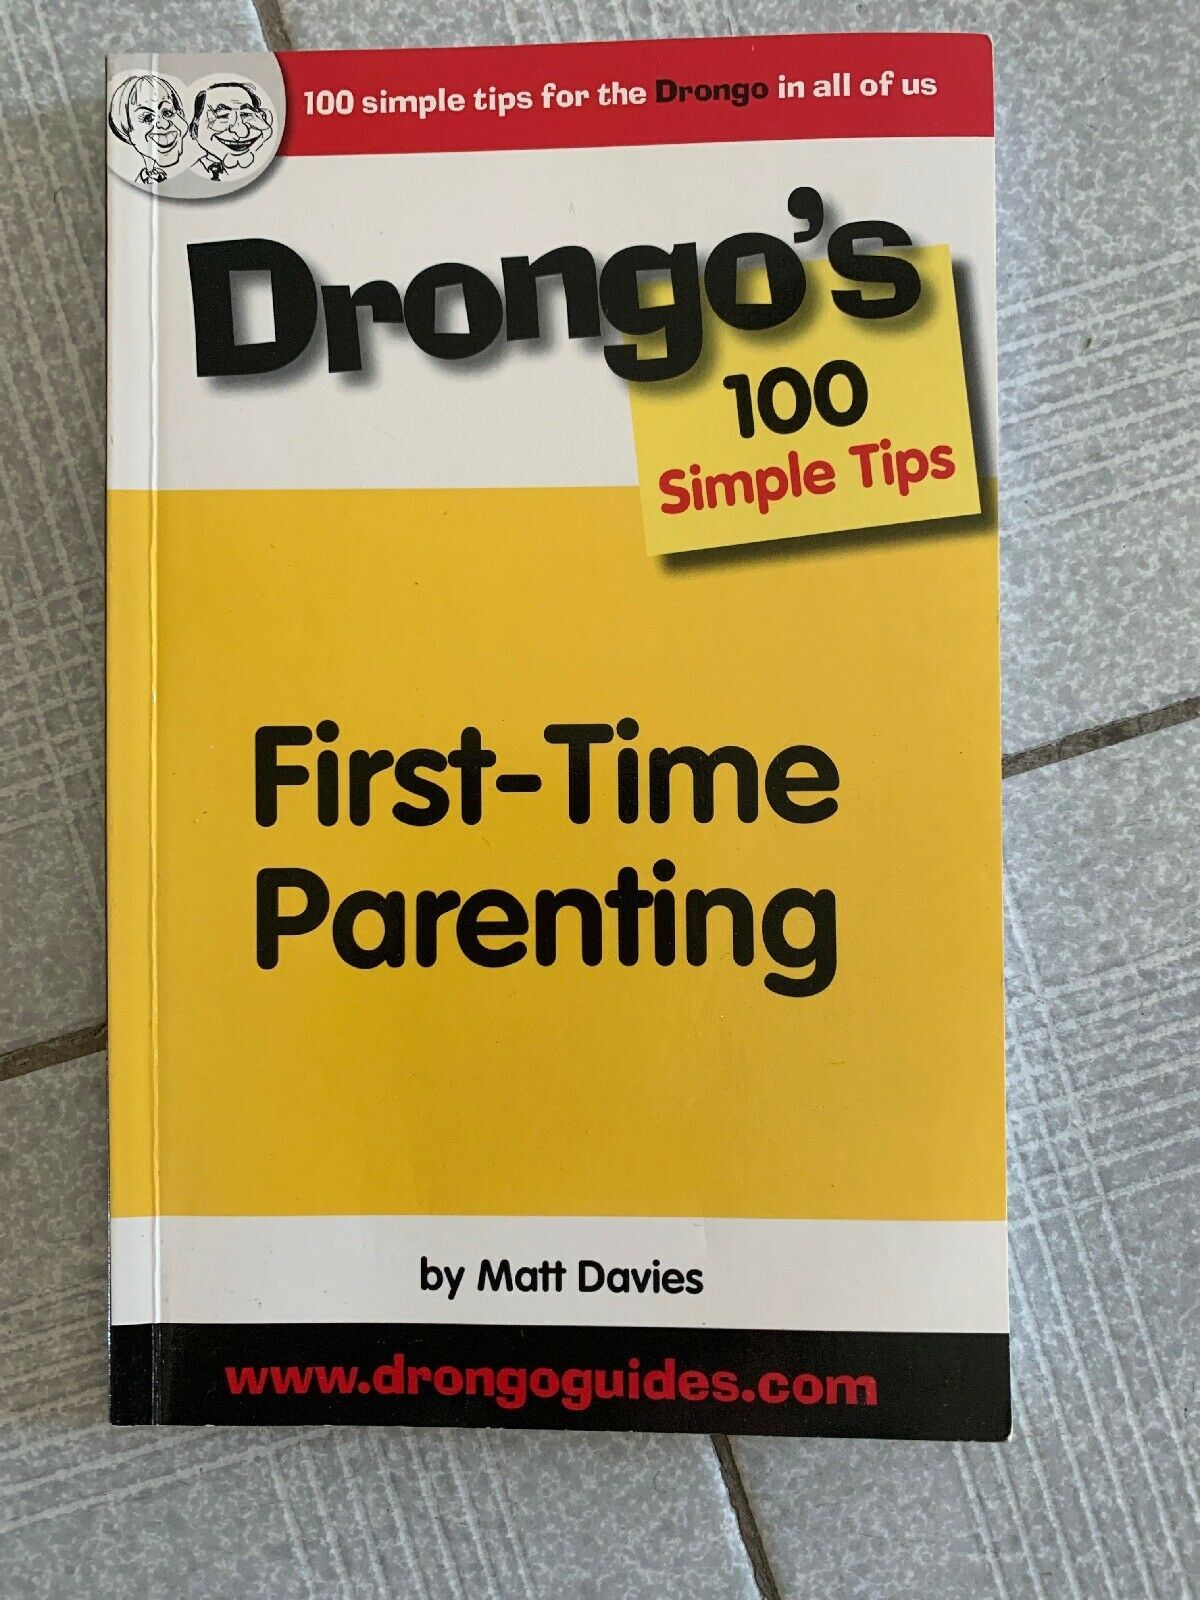 100 simple tips for the Drongo in all of us
Drongo's
100
Simple Tips
First-Time
Parenting
by Matt Davies
www.drongoguides.com